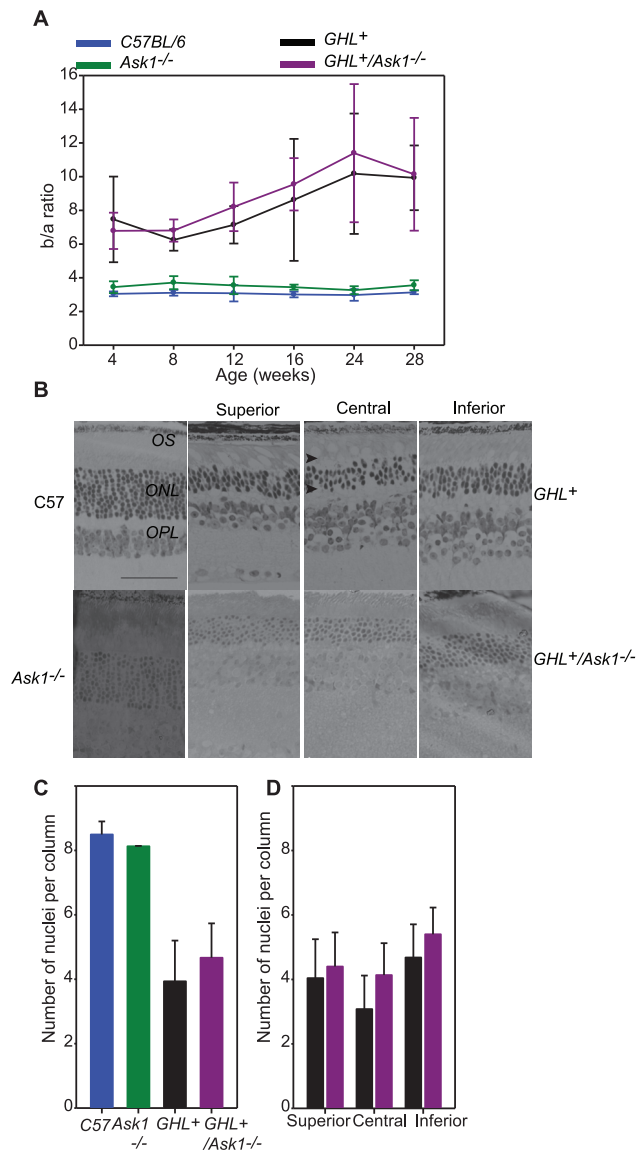 A
C57BL/6
GHL+
Ask1-/-
GHL+/Ask1-/-
16
14
12
10
8
6
4
2
0
b/a ratio
4 8 12 16 24 28
Age (weeks)
B
Superior Central Inferior
OS
C57
ONL
GHL+
OPL
Ask1-/-
GHL+/Ask1-/-
C
8
6
4
2
0
Number of nuclei per column
C57 Ask1 -/- GHL+ GHL+ /Ask1-/-
D
8
6
4
2
0
Number of nuclei per column
Superior Central Inferior